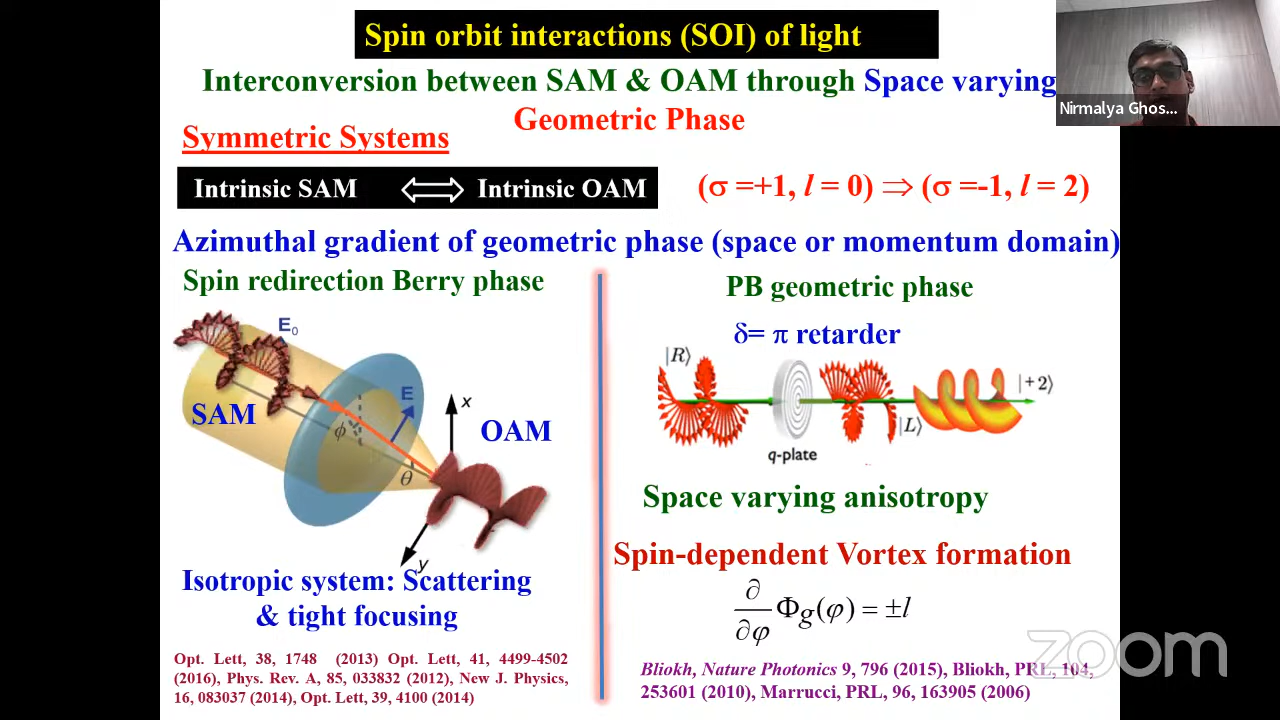 Spin orbit interactions (SOI) of light
Interconversion between SAM & OAM through Space varying
Geometric Phase
Nirmalya Ghos...
Symmetric Systems
Intrinsic SAM ⟺ Intrinsic OAM
(σ =+1, l = 0) ⇒ (σ =-1, l = 2)
Azimuthal gradient of geometric phase (space or momentum domain)
Spin redirection Berry phase
E₀
SAM
E
ϕ
θ
x
OAM
y
Isotropic system: Scattering
& tight focusing
Opt. Lett, 38, 1748 (2013) Opt. Lett, 41, 4499-4502
(2016), Phys. Rev. A, 85, 033832 (2012), New J. Physics,
16, 083037 (2014), Opt. Lett, 39, 4100 (2014)
PB geometric phase
δ= π retarder
|R⟩
|+2⟩
|L⟩
q-plate
Space varying anisotropy
Spin-dependent Vortex formation
∂/∂φ Φg(φ) = ±l
zoom
Bliokh, Nature Photonics 9, 796 (2015), Bliokh, PRL, 104,
253601 (2010), Marrucci, PRL, 96, 163905 (2006)